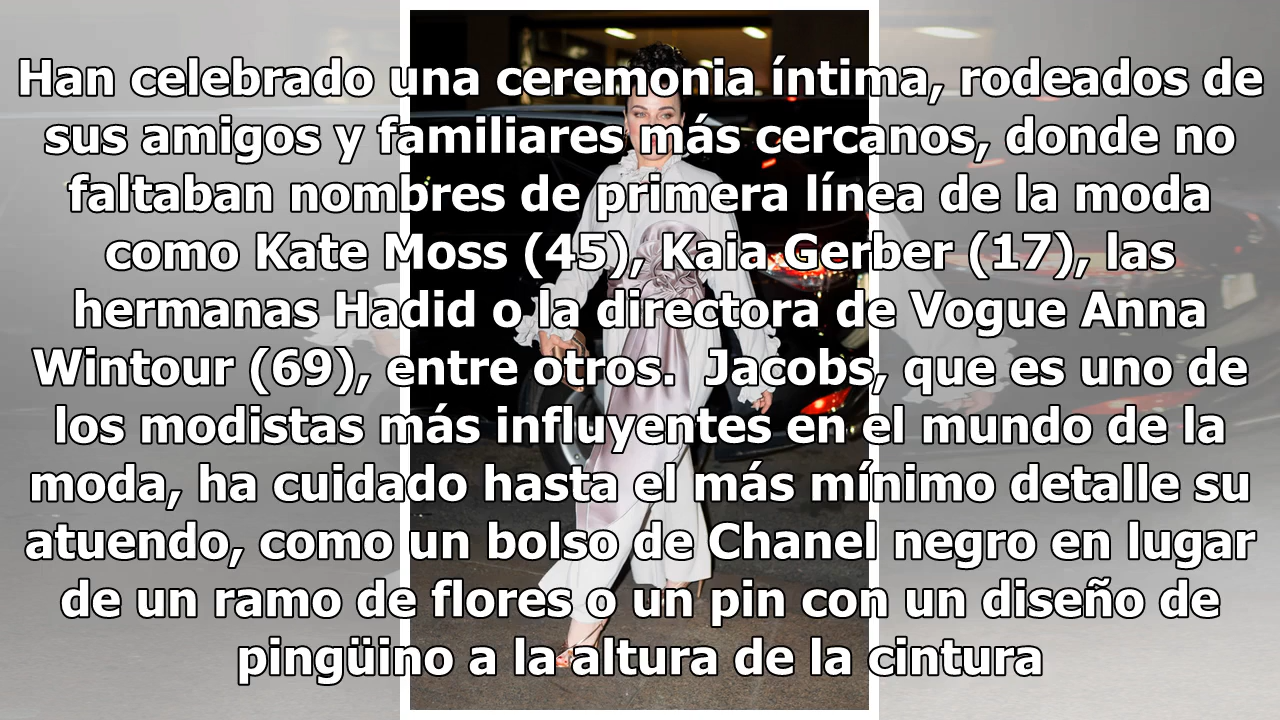 Han celebrado una ceremonia íntima, rodeados de
sus amigos y familiares más cercanos, donde no
faltaban nombres de primera línea de la moda
como Kate Moss (45), Kaia Gerber (17), las
hermanas Hadid o la directora de Vogue Anna
Wintour (69), entre otros.  Jacobs, que es uno de
los modistas más influyentes en el mundo de la
moda, ha cuidado hasta el más mínimo detalle su
atuendo, como un bolso de Chanel negro en lugar
de un ramo de flores o un pin con un diseño de
pingüino a la altura de la cintura